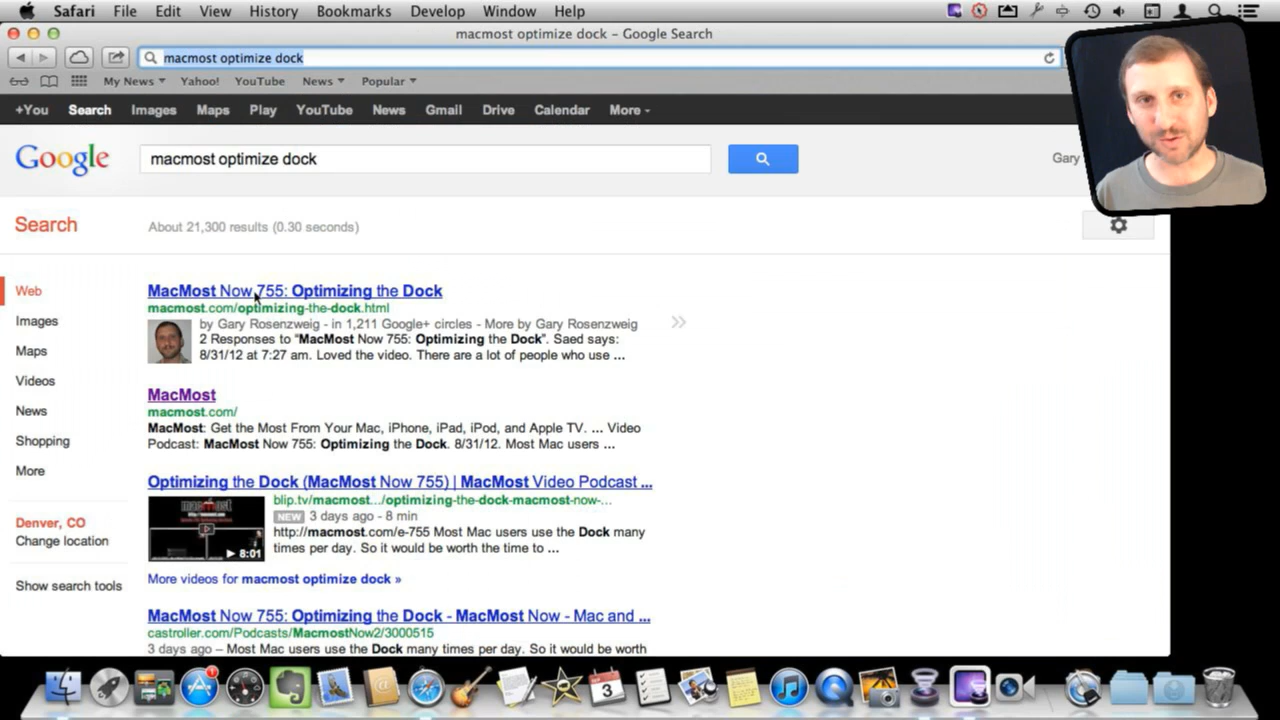 Safari File Edit View History Bookmarks Develop Window Help
macmost optimize dock – Google Search
macmost optimize dock
My News Yahoo! YouTube News Popular
+You Search Images Maps Play YouTube News Gmail Drive Calendar More
Google macmost optimize dock Gary
Search About 21,300 results (0.30 seconds)
Web
Images
Maps
Videos
News
Shopping
More
Denver, CO
Change location
Show search tools
MacMost Now 755: Optimizing the Dock
macmost.com/optimizing-the-dock.html
by Gary Rosenzweig - in 1,211 Google+ circles - More by Gary Rosenzweig
2 Responses to “MacMost Now 755: Optimizing the Dock”. Saed says:
8/31/12 at 7:27 am. Loved the video. There are a lot of people who use ...
MacMost
macmost.com/
MacMost: Get the Most From Your Mac, iPhone, iPad, iPod, and Apple TV. ... Video
Podcast: MacMost Now 755: Optimizing the Dock. 8/31/12. Most Mac users ...
Optimizing the Dock (MacMost Now 755) | MacMost Video Podcast ...
blip.tv/macmost.../optimizing-the-dock-macmost-now-...
NEW 3 days ago - 8 min
http://macmost.com/e-755 Most Mac users use the Dock many
times per day. So it would be worth the time to ...
8:01
More videos for macmost optimize dock »
MacMost Now 755: Optimizing the Dock - MacMost Now - Mac and ...
castroller.com/Podcasts/MacmostNow2/3000515
3 days ago – Most Mac users use the Dock many times per day. So it would be worth
1
3